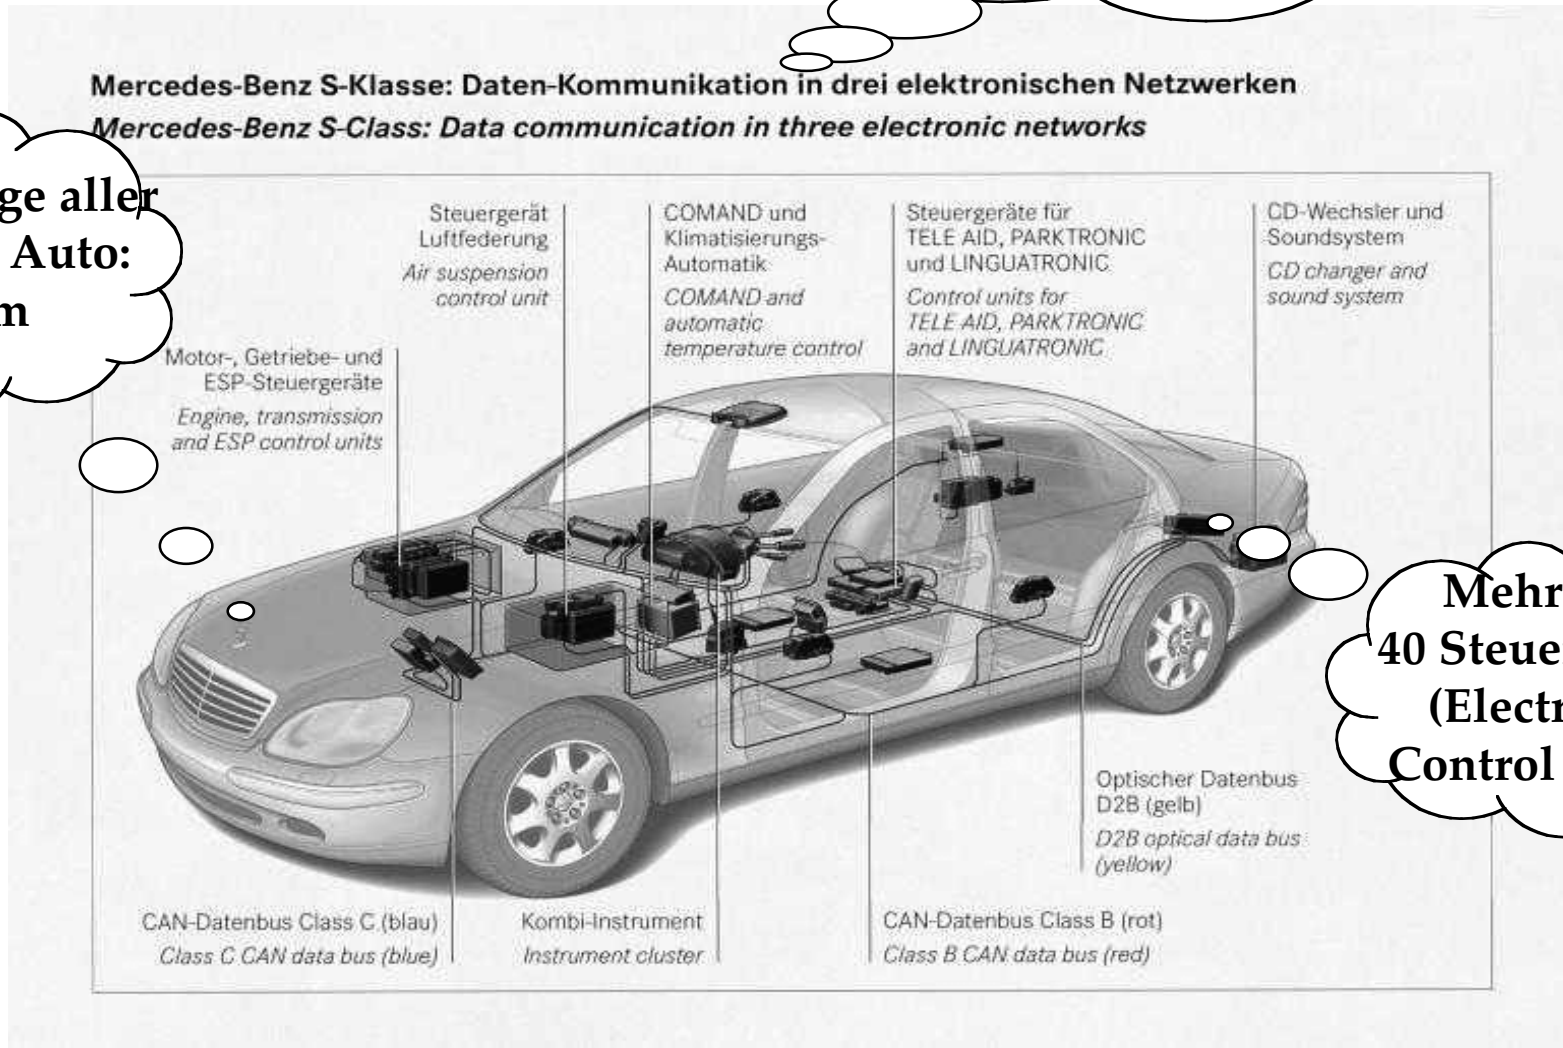 Mercedes-Benz S-Klasse: Daten-Kommunikation in drei elektronischen Netzwerken
Mercedes-Benz S-Class: Data communication in three electronic networks
ge aller
Auto:
m
Steuergerät
Luftfederung
Air suspension
control unit
COMAND und
Klimatisierungs-
Automatik
COMAND and
automatic
temperature control
Steuergeräte für
TELE AID, PARKTRONIC
und LINGUATRONIC
Control units for
TELE AID, PARKTRONIC
and LINGUATRONIC
CD-Wechsler und
Soundsystem
CD changer and
sound system
Motor-, Getriebe- und
ESP-Steuergeräte
Engine, transmission
and ESP control units
Mehr
40 Steue
(Electr
Control
Optischer Datenbus
D2B (gelb)
D2B optical data bus
(yellow)
CAN-Datenbus Class C (blau)
Class C CAN data bus (blue)
Kombi-Instrument
Instrument cluster
CAN-Datenbus Class B (rot)
Class B CAN data bus (red)